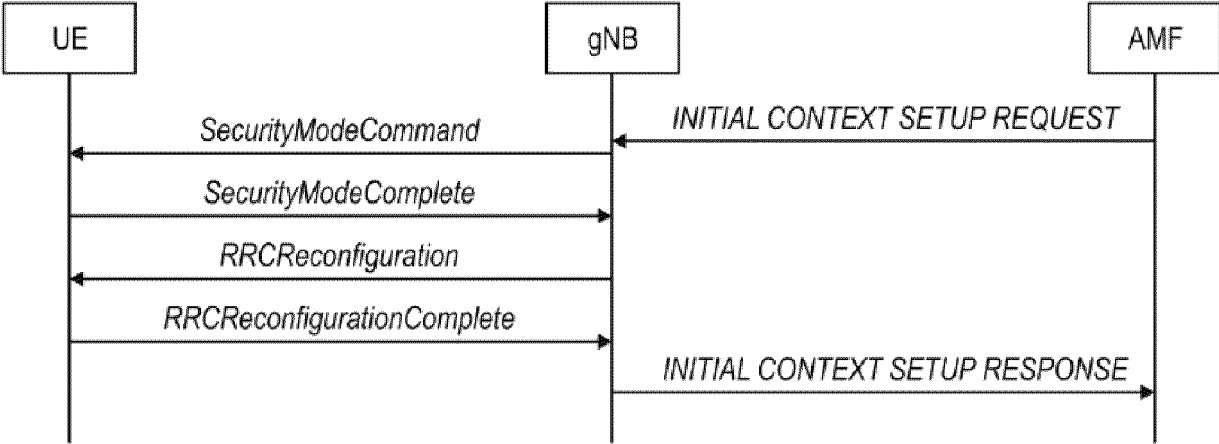 UE
gNB
AMF
INITIAL CONTEXT SETUP REQUEST
SecurityModeCommand
SecurityModeComplete
RRCReconfiguration
RRCReconfigurationComplete
INITIAL CONTEXT SETUP RESPONSE